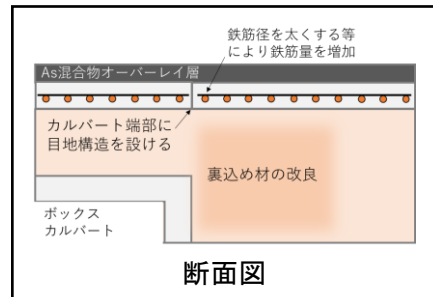 鉄筋径を太くする等
により鉄筋量を増加
As混合物オーバーレイ層
カルバート端部に
目地構造を設ける
裏込め材の改良
ボックス
カルバート
断面図